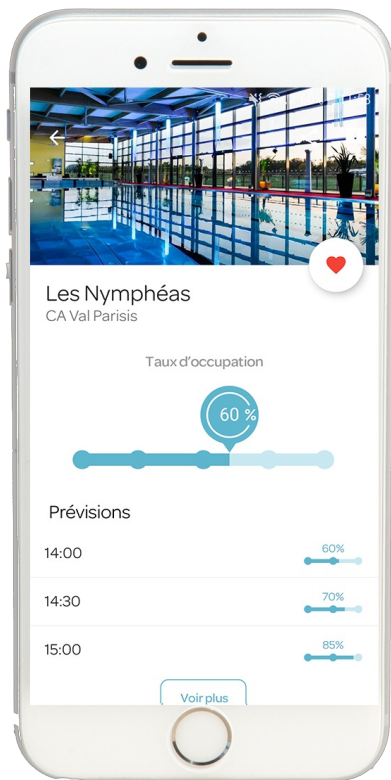 Les Nymphéas
CA Val Parisis
Taux d'occupation
60 %
Prévisions
14:00
60%
14:30
70%
15:00
85%
Voir plus